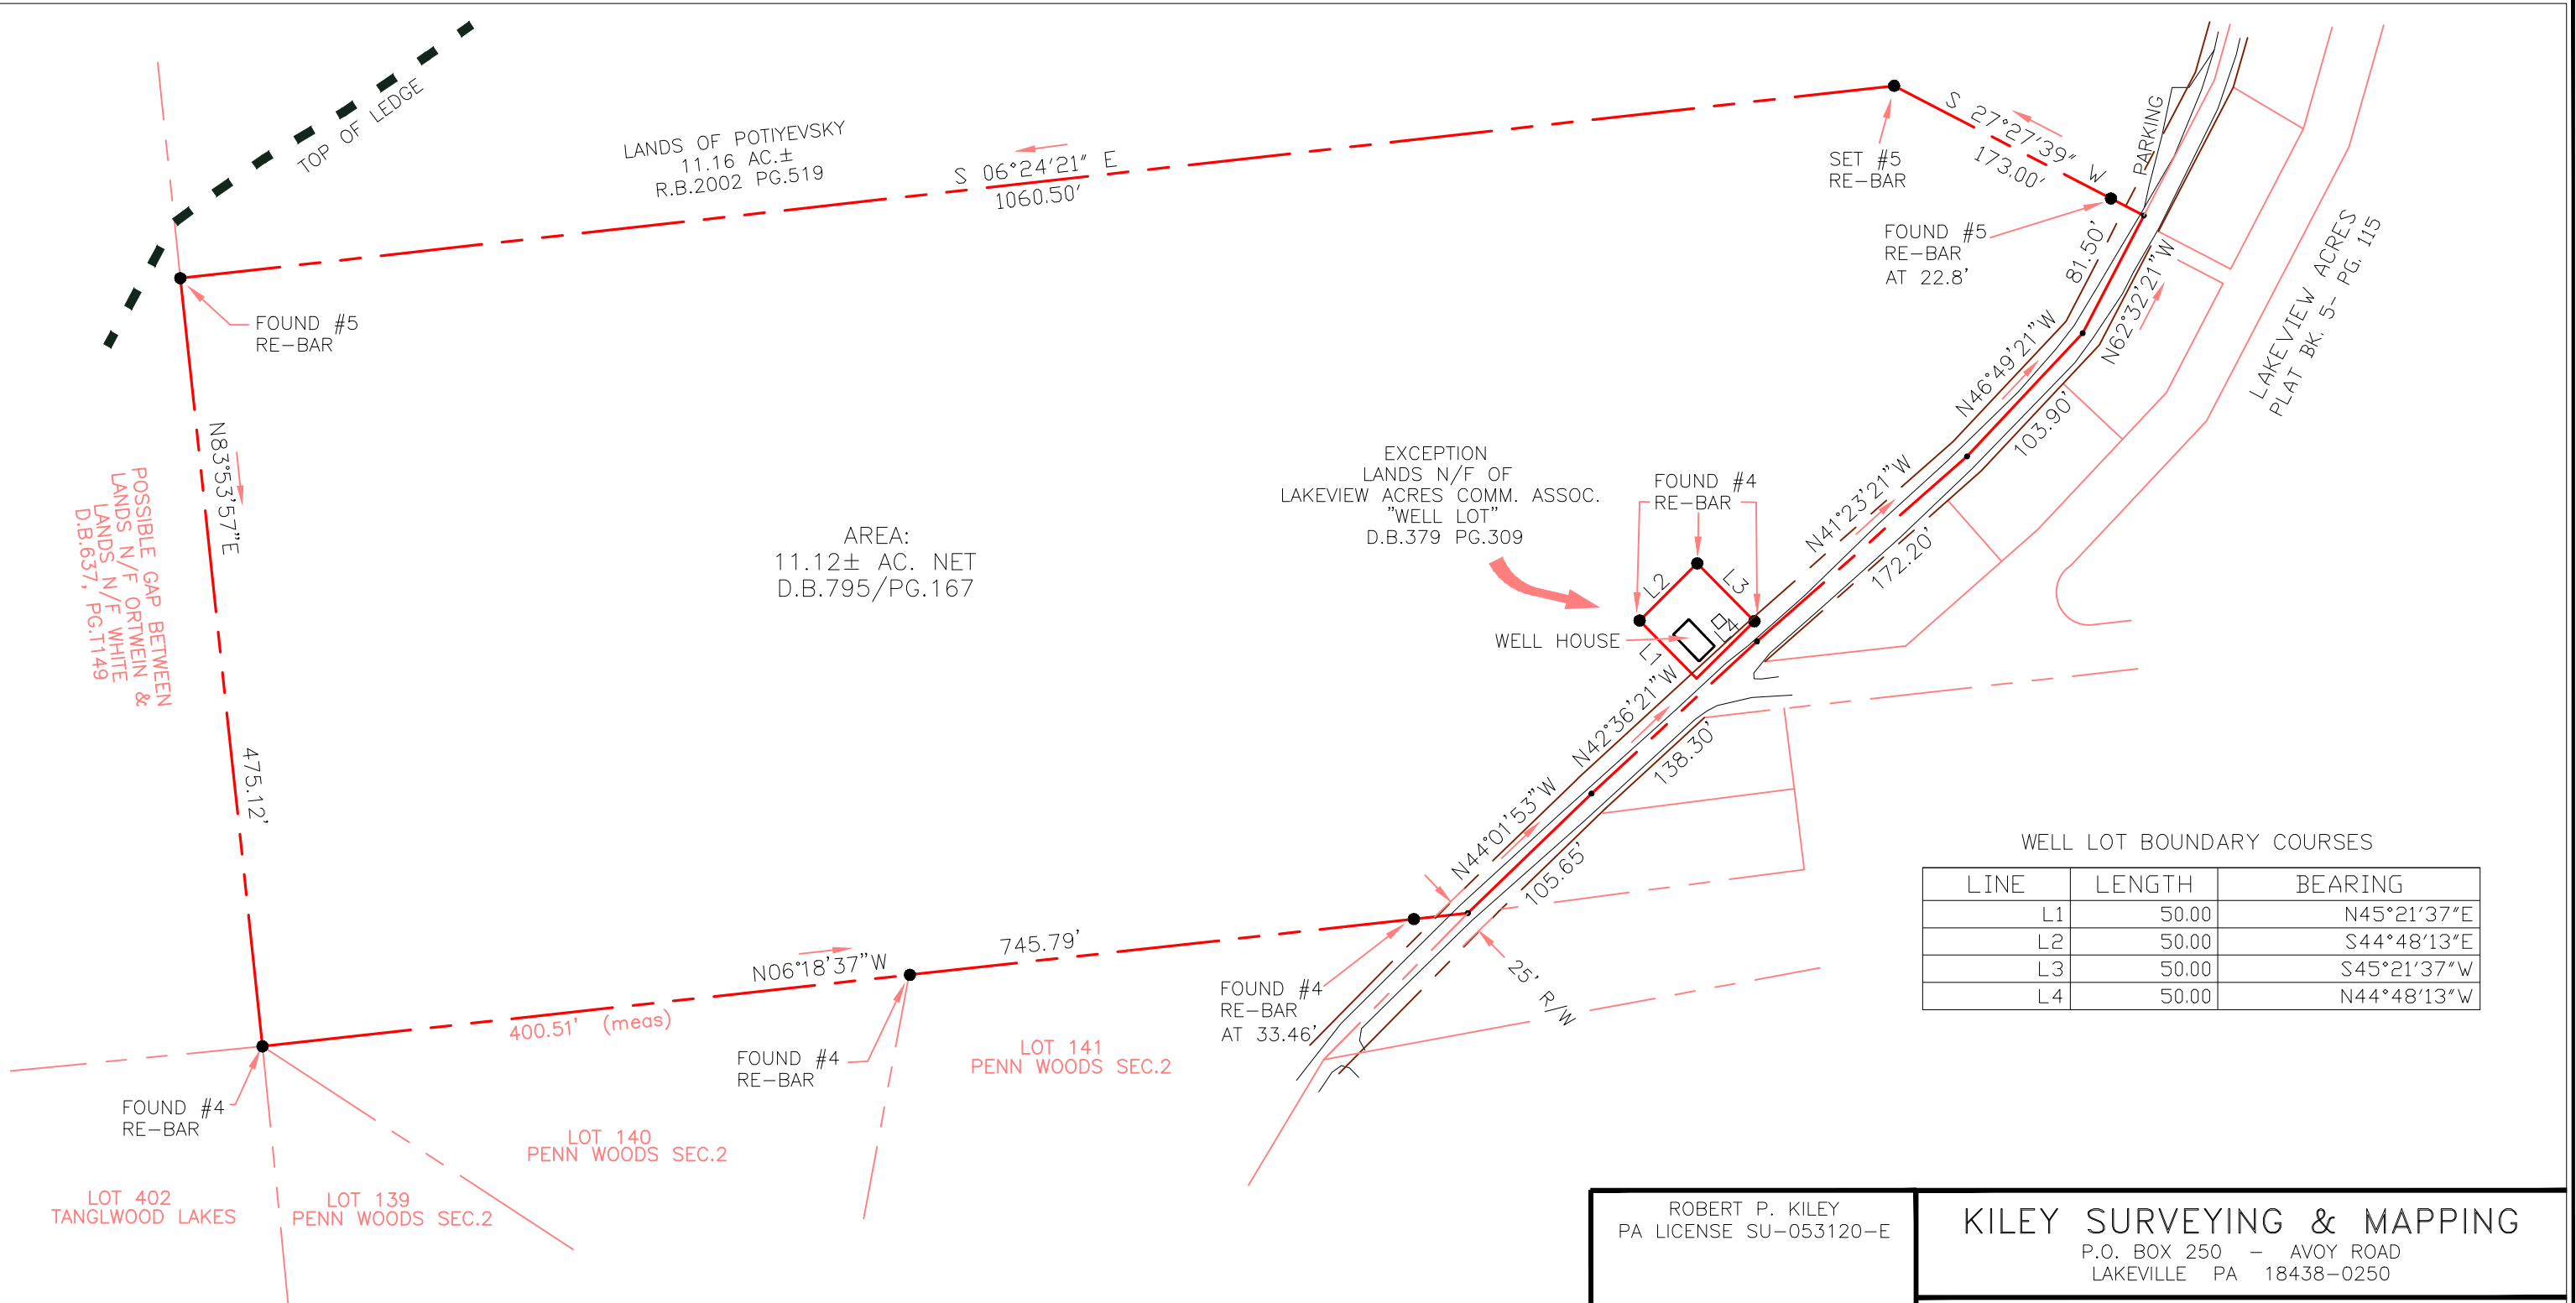 TOP OF LEDGE
LANDS OF POTIYEVSKY
11.16 AC.±
R.B.2002 PG.519
S 06°24'21" E
1060.50'
SET #5
RE-BAR
S 27°27'39" W
173.00'
PARKING
FOUND #5
RE-BAR
AT 22.8'
81.50'
N62°32'21"W
LAKEVIEW ACRES
PLAT BK. 5- PG. 115
FOUND #5
RE-BAR
N83°53'57"E
475.12'
POSSIBLE GAP BETWEEN
LANDS N/F ORTWEIN &
LANDS N/F WHITE
D.B.637, PG.T149
AREA:
11.12± AC. NET
D.B.795/PG.167
EXCEPTION
LANDS N/F OF
LAKEVIEW ACRES COMM. ASSOC.
"WELL LOT"
D.B.379 PG.309
FOUND #4
RE-BAR
N46°49'21"W
103.90'
N41°23'21"W
172.20'
L2
L3
L4
L1
WELL HOUSE
N42°36'21"W
138.30'
N44°01'53"W
105.65'
25' R/W
FOUND #4
RE-BAR
AT 33.46'
N06°18'37"W
745.79'
400.51' (meas)
FOUND #4
RE-BAR
LOT 141
PENN WOODS SEC.2
FOUND #4
RE-BAR
LOT 140
PENN WOODS SEC.2
LOT 402
TANGLWOOD LAKES
LOT 139
PENN WOODS SEC.2
WELL LOT BOUNDARY COURSES
LINE LENGTH BEARING
L1 50.00 N45°21'37"E
L2 50.00 S44°48'13"E
L3 50.00 S45°21'37"W
L4 50.00 N44°48'13"W
ROBERT P. KILEY
PA LICENSE SU-053120-E
KILEY SURVEYING & MAPPING
P.O. BOX 250 - AVOY ROAD
LAKEVILLE PA 18438-0250